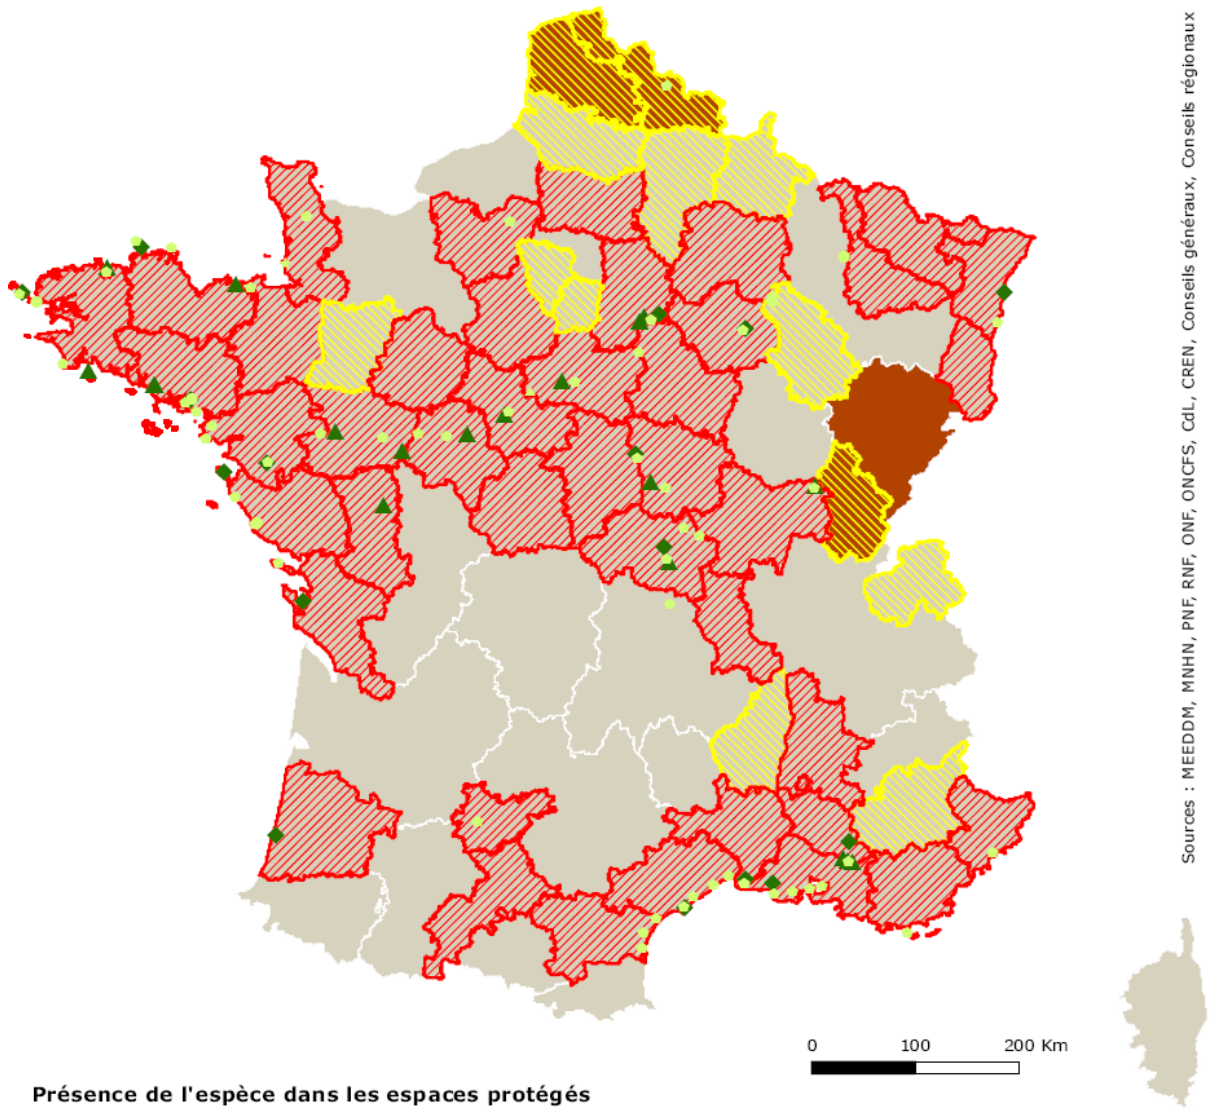 Sources : MEEDDM, MNHN, PNF, RNF, ONF, ONCFS, CdL, CREN, Conseils généraux, Conseils régionaux
0 100 200 Km
Présence de l'espèce dans les espaces protégés